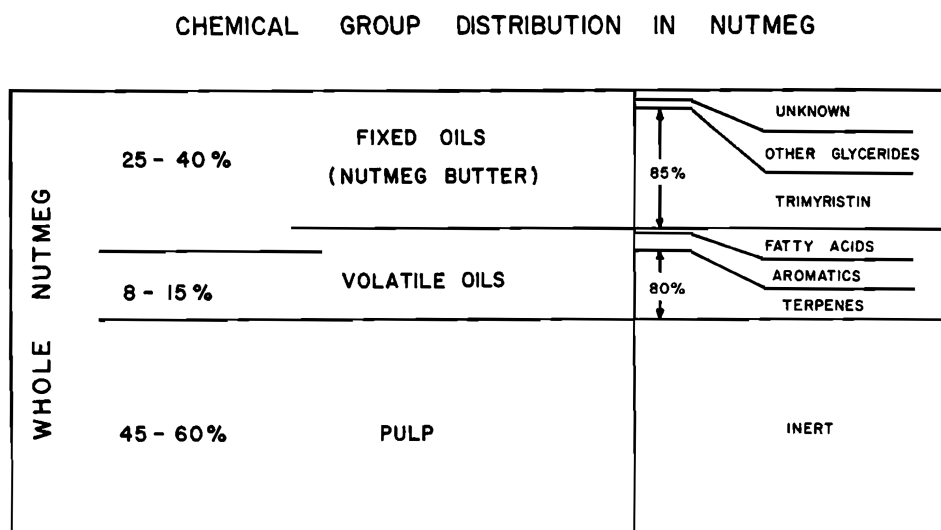 CHEMICAL GROUP DISTRIBUTION IN NUTMEG
WHOLE NUTMEG
25 - 40%
FIXED OILS
(NUTMEG BUTTER)
85%
UNKNOWN
OTHER GLYCERIDES
TRIMYRISTIN
8 - 15%
VOLATILE OILS
80%
FATTY ACIDS
AROMATICS
TERPENES
45 - 60%
PULP
INERT